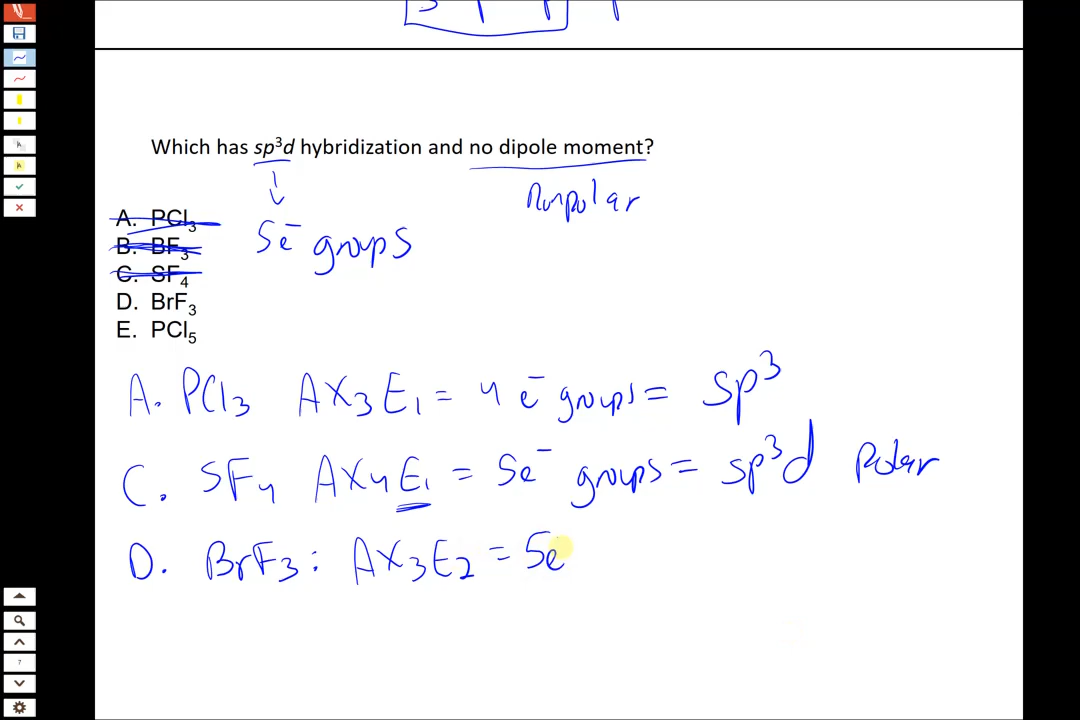 Which has sp³d hybridization and no dipole moment?
Nonpolar
A. PCl₃
B. BF₃
5e⁻ groups
C. SF₄
D. BrF₃
E. PCl₅
A. PCl₃ AX₃E₁ = 4 e⁻ groups = sp³
C. SF₄ AX₄E₁ = 5e⁻ groups = sp³d Polar
D. BrF₃: AX₃E₂ = 5e